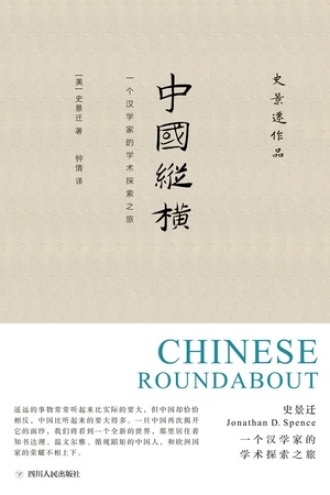 史景迁作品
中國縱橫
一个汉学家的学术探索之旅
[美]史景迁 著
钟倩 译
CHINESE
ROUNDABOUT
遥远的事物常常听起来比实际的要大，但中国却恰恰
相反，中国比听起来的要大得多。一旦中国再次揭开
它的面纱，我们将看到一个全新的世界，那里居住着
知书达理、温文尔雅、循规蹈矩的中国人，和欧洲国
家的荣耀不相上下。
史景迁
Jonathan D. Spence
一个汉学家的
学术探索之旅
四川人民出版社